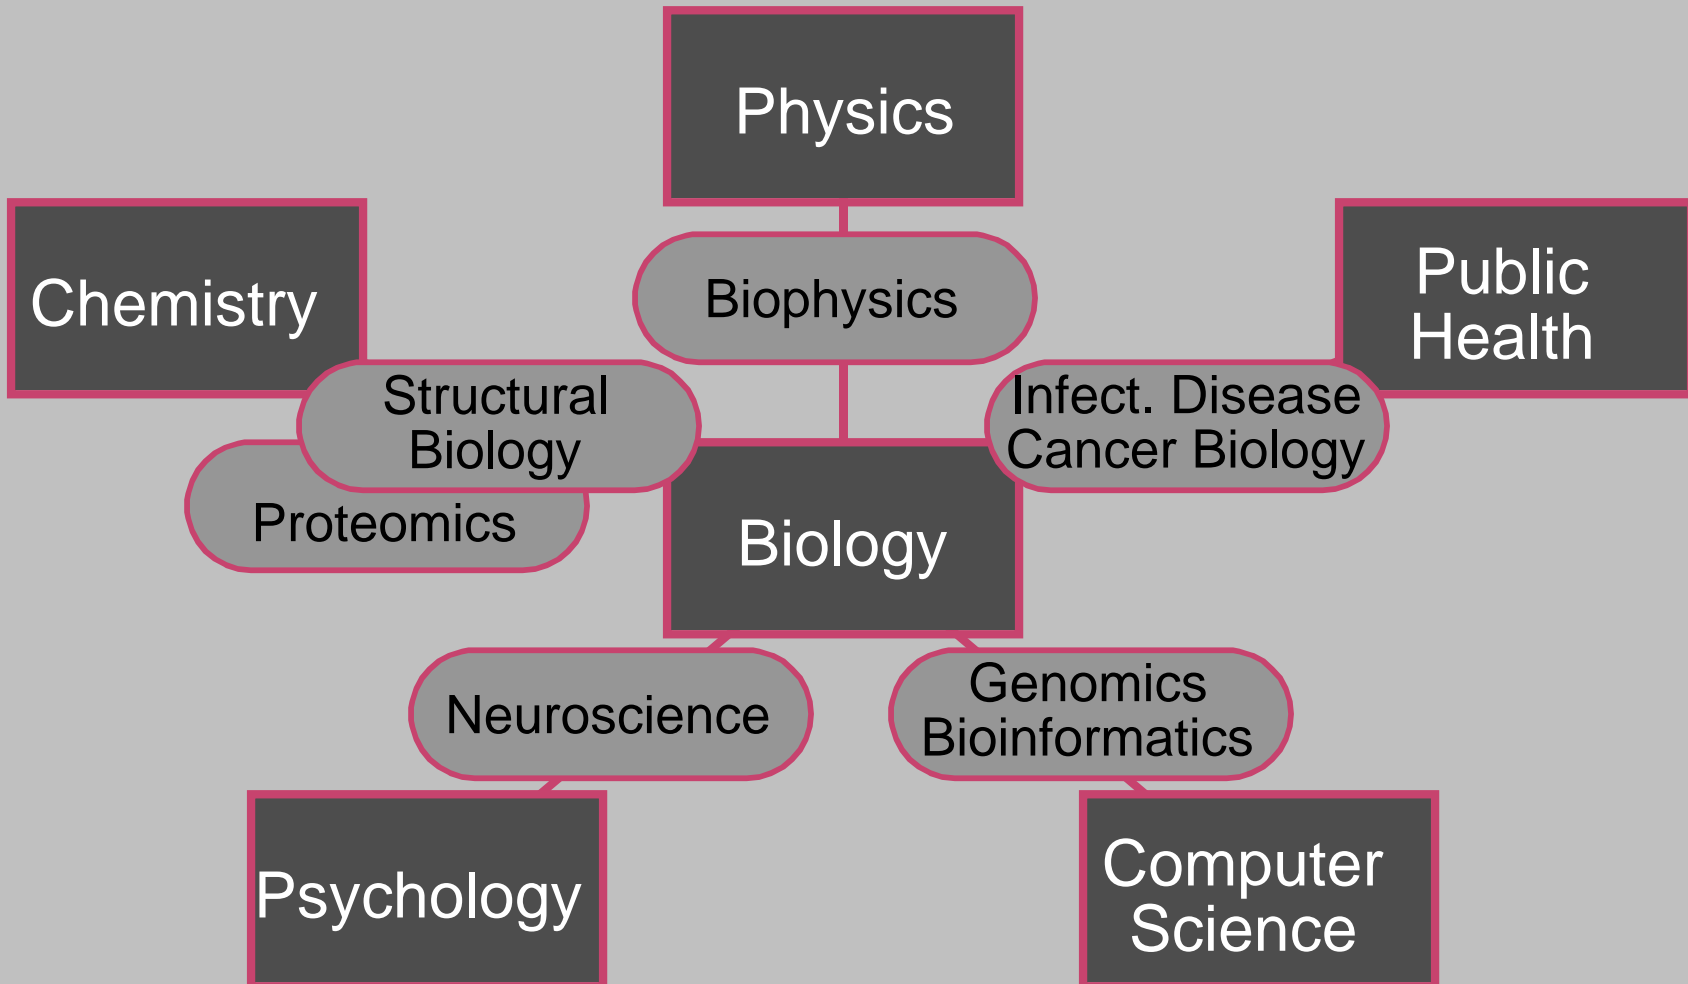 Physics
Chemistry
Public
Health
Biophysics
Structural
Biology
Infect. Disease
Cancer Biology
Proteomics
Biology
Neuroscience
Genomics
Bioinformatics
Psychology
Computer
Science